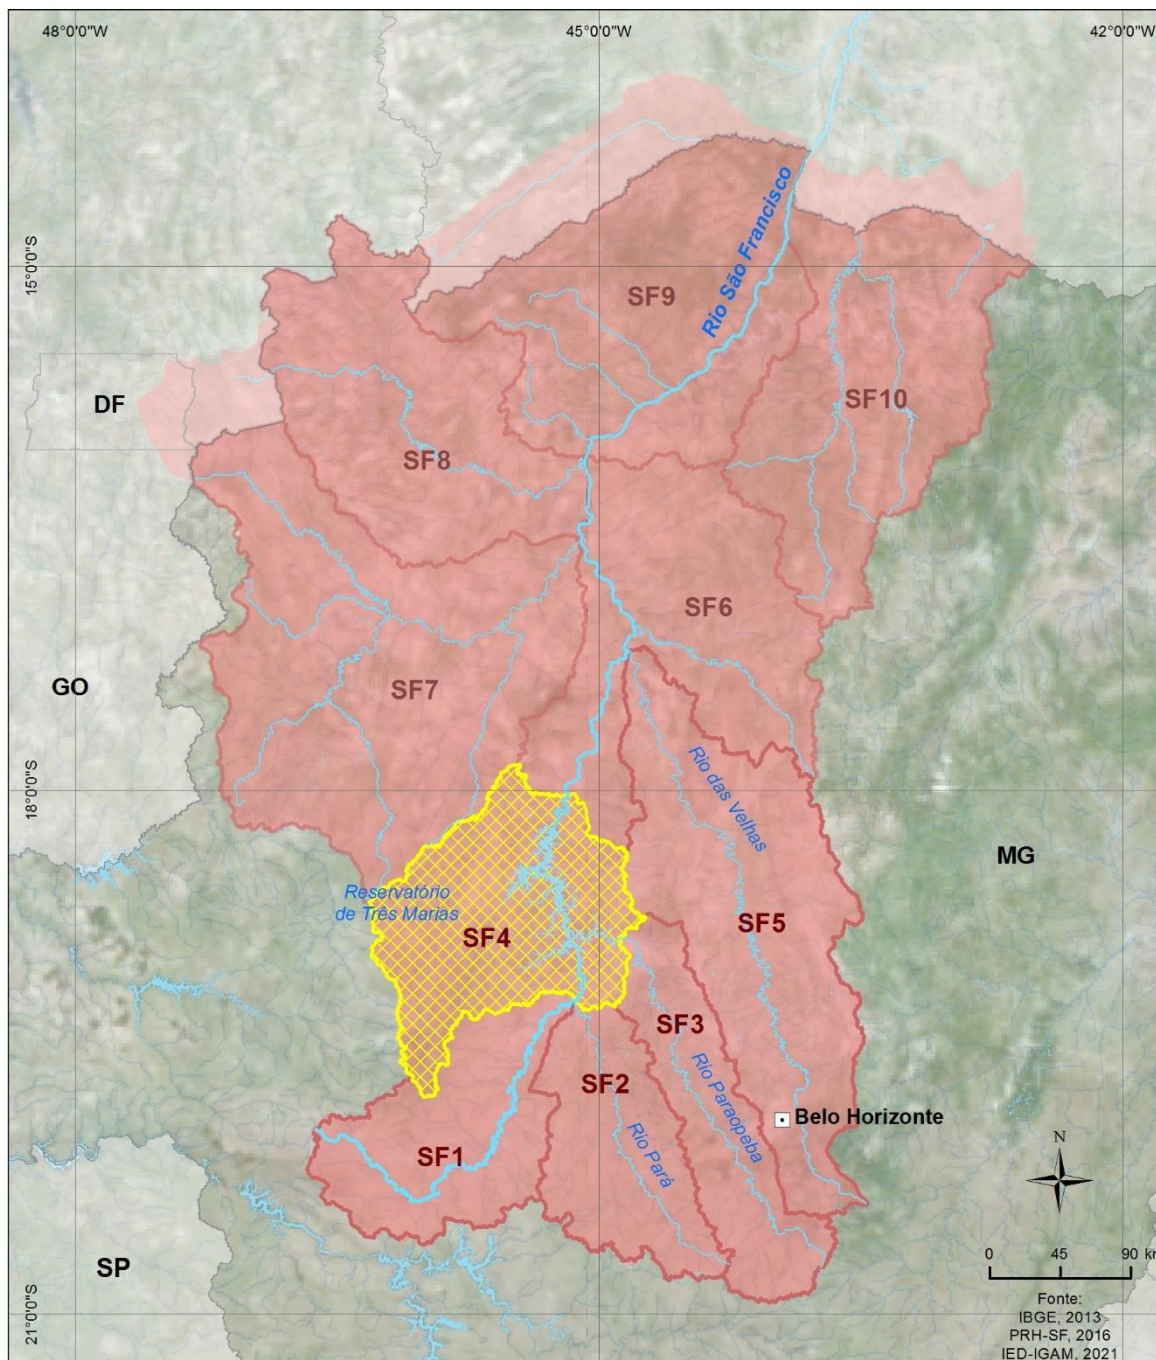 48°0'0"W
45°0'0"W
42°0'0"W
15°0'0"S
Rio São Francisco
SF9
DF
SF10
SF8
SF6
GO
SF7
18°0'0"S
Rio das Velhas
MG
Reservatório
de Três Marias
SF4
SF5
SF3
SF2
Rio Paraopeba
Belo Horizonte
Rio Pará
SF1
N
SP
0 45 90 km
Fonte:
IBGE, 2013
PRH-SF, 2016
IED-IGAM, 2021
21°0'0"S